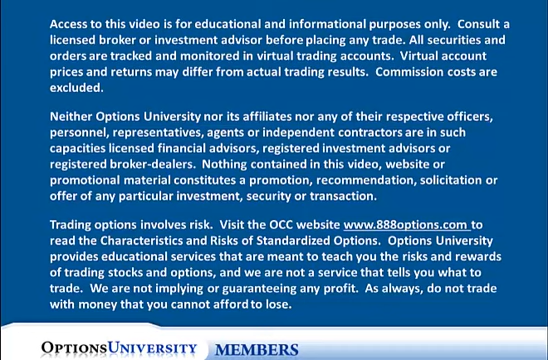 Access to this video is for educational and informational purposes only.  Consult a
licensed broker or investment advisor before placing any trade. All securities and
orders are tracked and monitored in virtual trading accounts.  Virtual account
prices and returns may differ from actual trading results.  Commission costs are
excluded.
Neither Options University nor its affiliates nor any of their respective officers,
personnel, representatives, agents or independent contractors are in such
capacities licensed financial advisors, registered investment advisors or
registered broker-dealers.  Nothing contained in this video, website or
promotional material constitutes a promotion, recommendation, solicitation or
offer of any particular investment, security or transaction.
Trading options involves risk.  Visit the OCC website www.888options.com to
read the Characteristics and Risks of Standardized Options.  Options University
provides educational services that are meant to teach you the risks and rewards
of trading stocks and options, and we are not a service that tells you what to
trade.  We are not implying or guaranteeing any profit.  As always, do not trade
with money that you cannot afford to lose.
OPTIONSUNIVERSITY MEMBERS